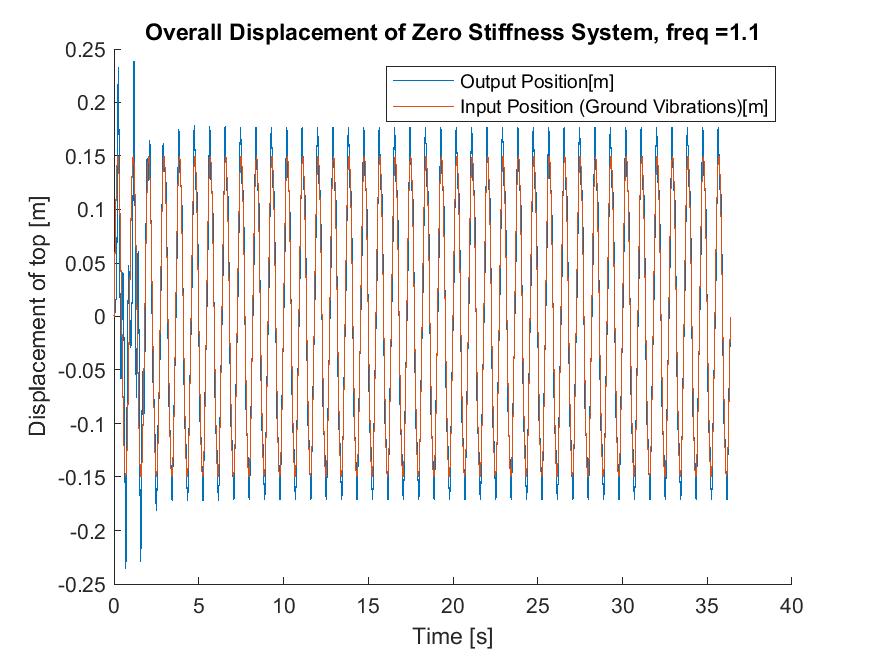 Overall Displacement of Zero Stiffness System, freq =1.1
Output Position[m]
Input Position (Ground Vibrations)[m]
Displacement of top [m]
0.25
0.2
0.15
0.1
0.05
0
-0.05
-0.1
-0.15
-0.2
-0.25
0 5 10 15 20 25 30 35 40
Time [s]